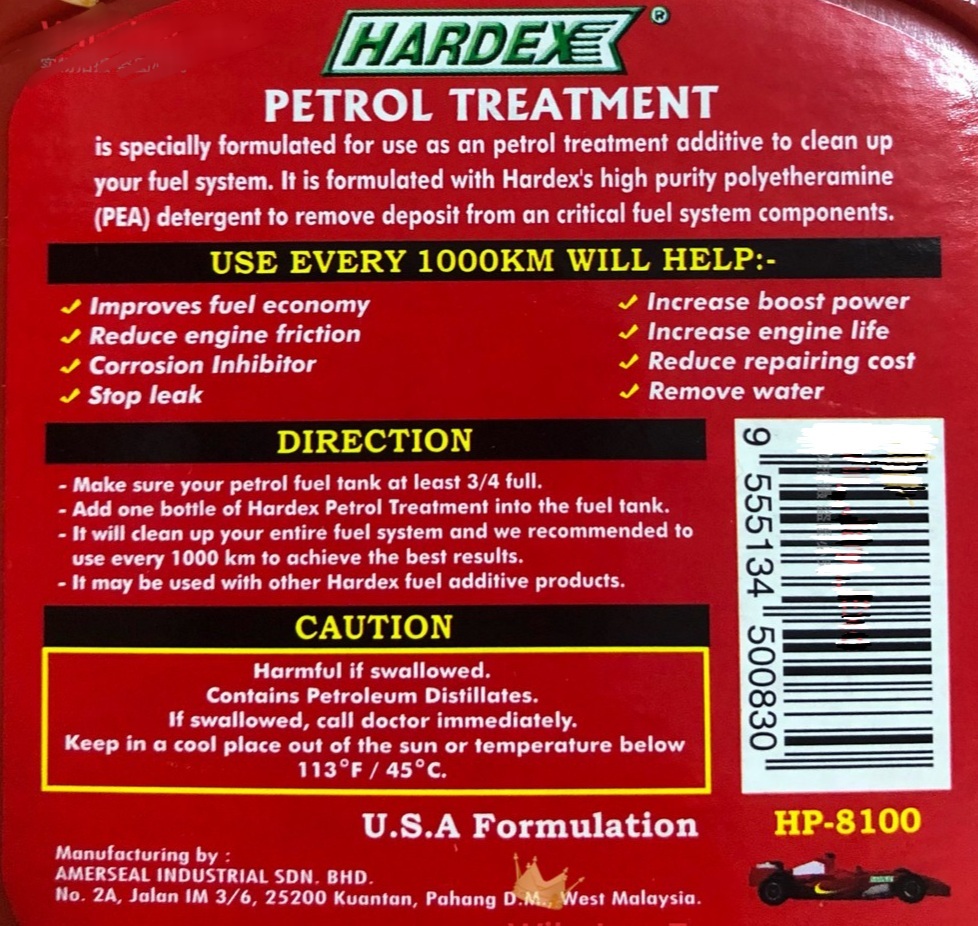 HARDEX®
PETROL TREATMENT
is specially formulated for use as an petrol treatment additive to clean up
your fuel system. It is formulated with Hardex's high purity polyetheramine
(PEA) detergent to remove deposit from an critical fuel system components.
USE EVERY 1000KM WILL HELP:-
Improves fuel economy
Reduce engine friction
Corrosion Inhibitor
Stop leak
Increase boost power
Increase engine life
Reduce repairing cost
Remove water
DIRECTION
- Make sure your petrol fuel tank at least 3/4 full.
- Add one bottle of Hardex Petrol Treatment into the fuel tank.
- It will clean up your entire fuel system and we recommended to
use every 1000 km to achieve the best results.
- It may be used with other Hardex fuel additive products.
9 555134 500830
CAUTION
Harmful if swallowed.
Contains Petroleum Distillates.
If swallowed, call doctor immediately.
Keep in a cool place out of the sun or temperature below
113°F / 45°C.
U.S.A Formulation
HP-8100
Manufacturing by :
AMERSEAL INDUSTRIAL SDN. BHD.
No. 2A, Jalan IM 3/6, 25200 Kuantan, Pahang D.M., West Malaysia.